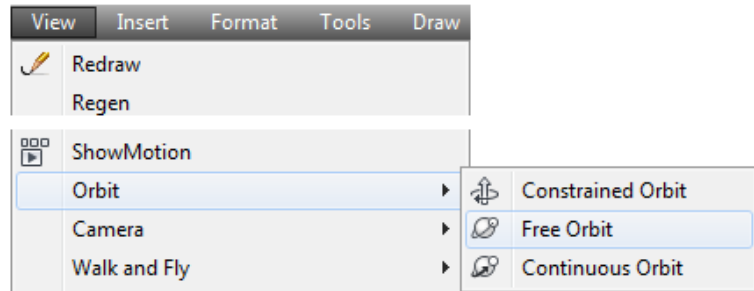 View Insert Format Tools Draw
Redraw
Regen
ShowMotion
Orbit
Constrained Orbit
Camera
Free Orbit
Walk and Fly
Continuous Orbit